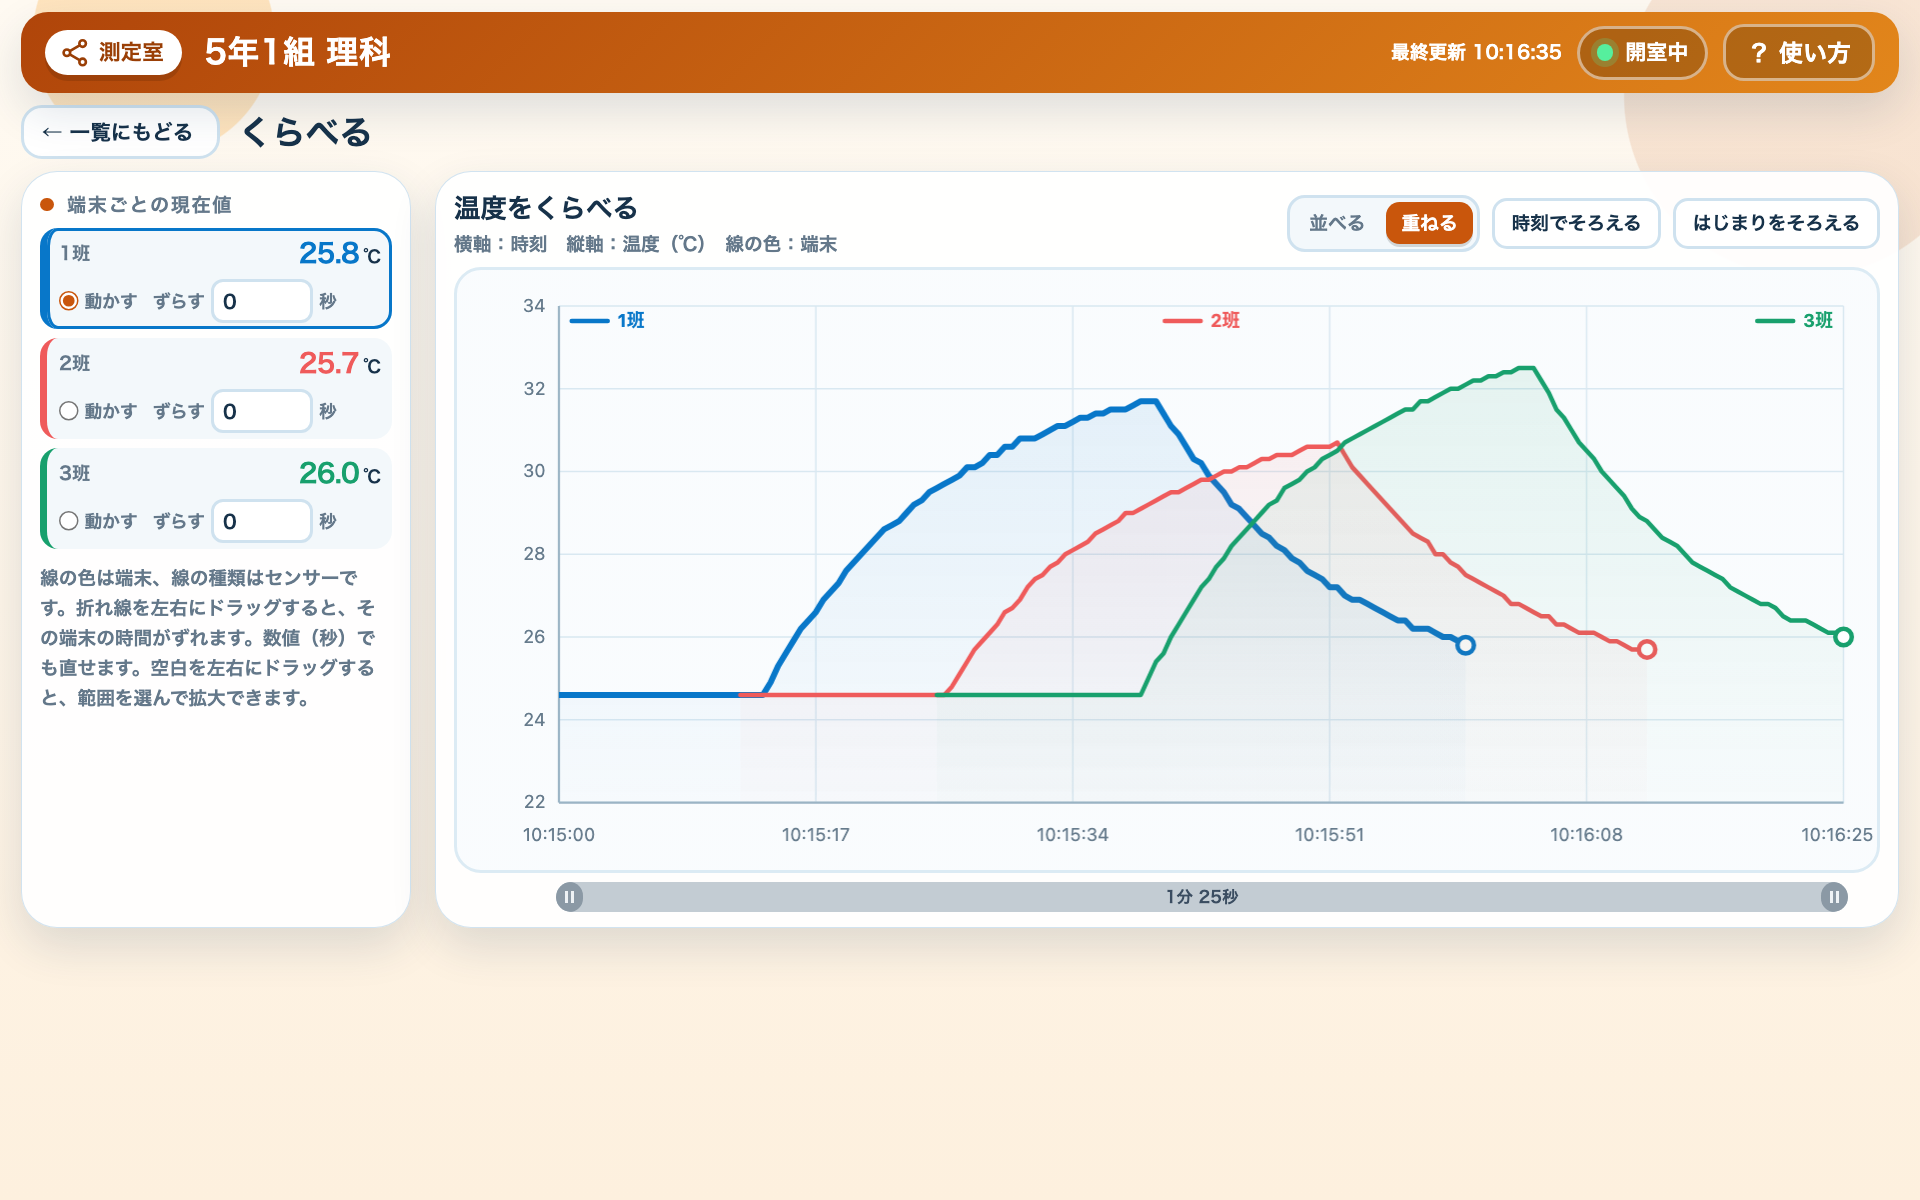 測定室
5年1組 理科
最終更新 10:16:35
開室中
? 使い方
← 一覧にもどる
くらべる
端末ごとの現在値
1班
25.8 ℃
動かす ずらす 0 秒
2班
25.7 ℃
動かす ずらす 0 秒
3班
26.0 ℃
動かす ずらす 0 秒
線の色は端末、線の種類はセンサーで
す。折れ線を左右にドラッグすると、そ
の端末の時間がずれます。数値（秒）で
も直せます。空白を左右にドラッグする
と、範囲を選んで拡大できます。
温度をくらべる
横軸：時刻 縦軸：温度（℃） 線の色：端末
並べる
重ねる
時刻でそろえる
はじまりをそろえる
1班
2班
3班
34
32
30
28
26
24
22
10:15:00
10:15:17
10:15:34
10:15:51
10:16:08
10:16:25
1分 25秒